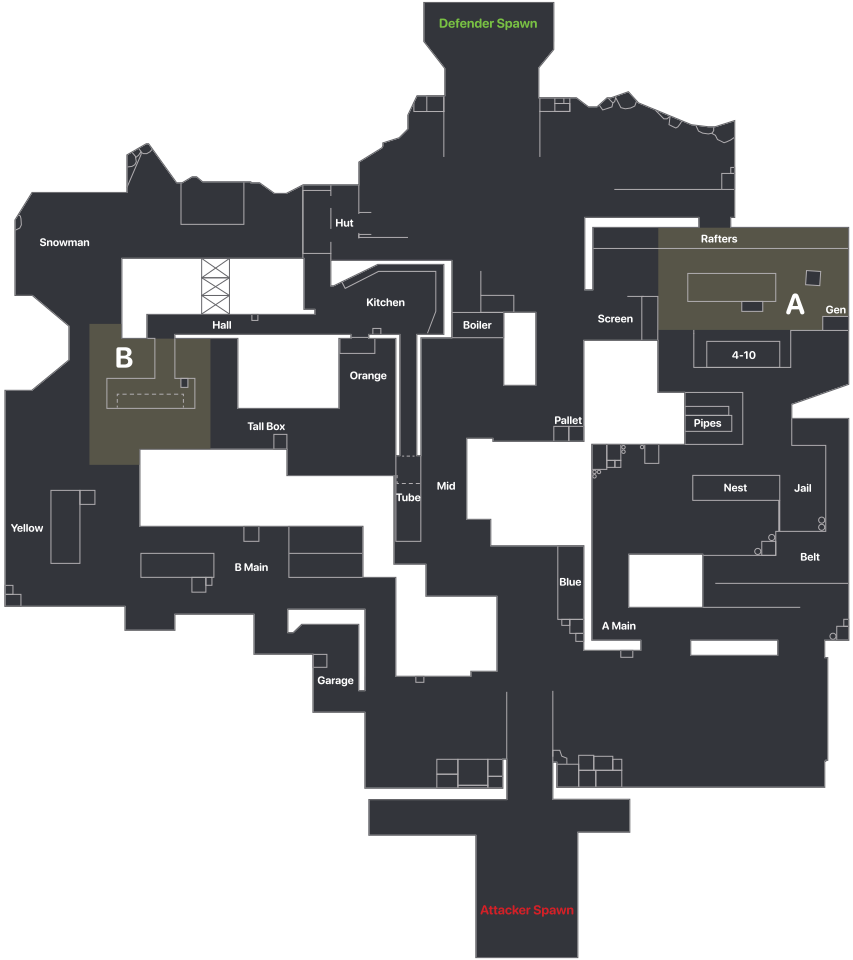 Defender Spawn
Hut
Snowman
Rafters
Kitchen
A
Gen
Screen
Hall
Boiler
B
4-10
Orange
Pallet
Pipes
Tall Box
Mid
Nest
Jail
Tube
Yellow
Belt
B Main
Blue
A Main
Garage
Attacker Spawn